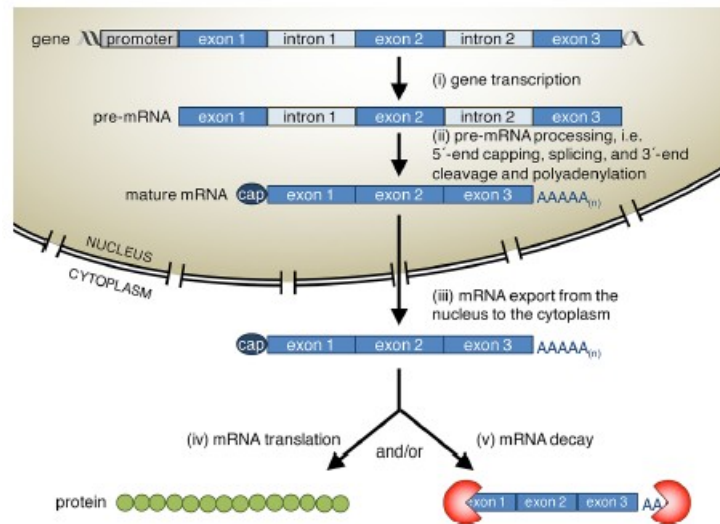 gene promoter exon 1 intron 1 exon 2 intron 2 exon 3
(i) gene transcription
pre-mRNA exon 1 intron 1 exon 2 intron 2 exon 3
(ii) pre-mRNA processing, i.e.
5´-end capping, splicing, and 3´-end
cleavage and polyadenylation
mature mRNA cap exon 1 exon 2 exon 3 AAAAA(n)
NUCLEUS
CYTOPLASM
(iii) mRNA export from the
nucleus to the cytoplasm
cap exon 1 exon 2 exon 3 AAAAA(n)
(iv) mRNA translation
and/or
(v) mRNA decay
protein
exon 1 exon 2 exon 3 AA